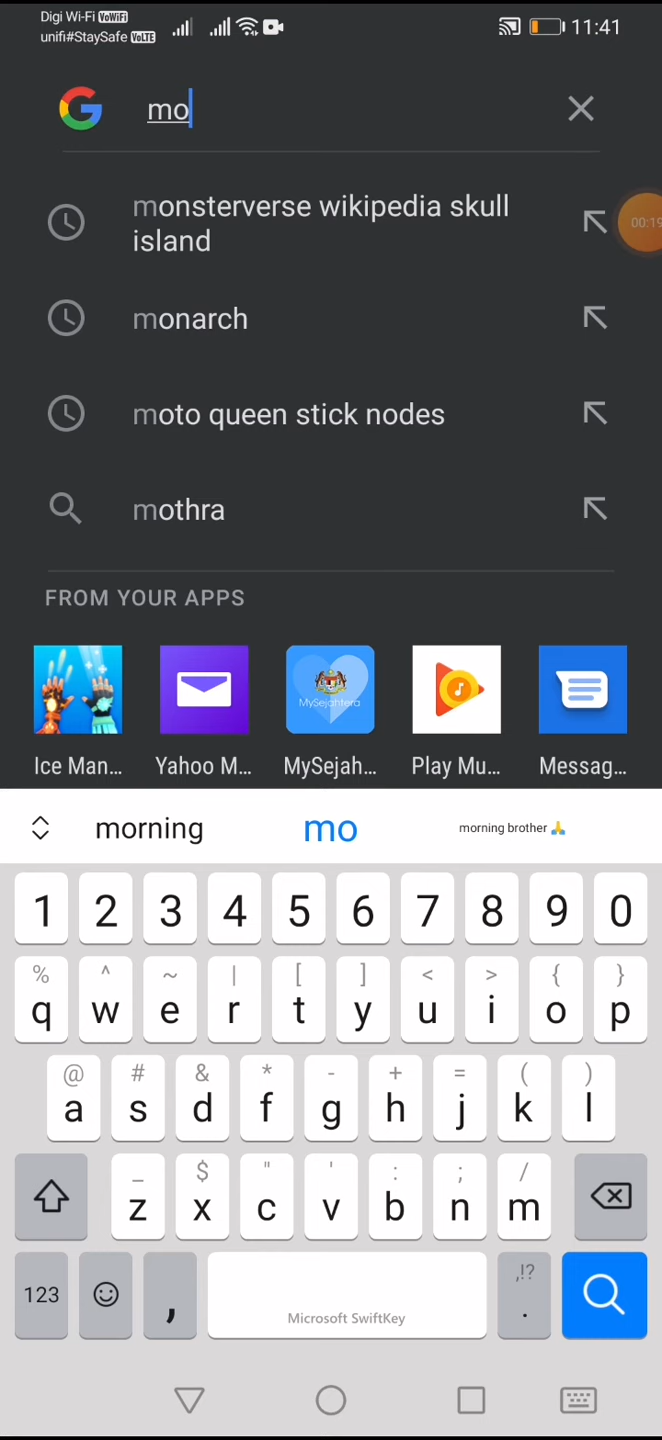 Digi Wi-Fi VoWiFi
unifi#StaySafe VoLTE
11:41
mo
monsterverse wikipedia skull
island
00:19
monarch
moto queen stick nodes
mothra
FROM YOUR APPS
MySejahtera
Ice Man... Yahoo M... MySejah... Play Mu... Messag...
morning mo morning brother 🙏
1 2 3 4 5 6 7 8 9 0
% ^ ~ | [ ] < > { }
q w e r t y u i o p
@ # & * - + = ( )
a s d f g h j k l
_ $ " ' : ; /
z x c v b n m
123 , Microsoft SwiftKey ,!? .